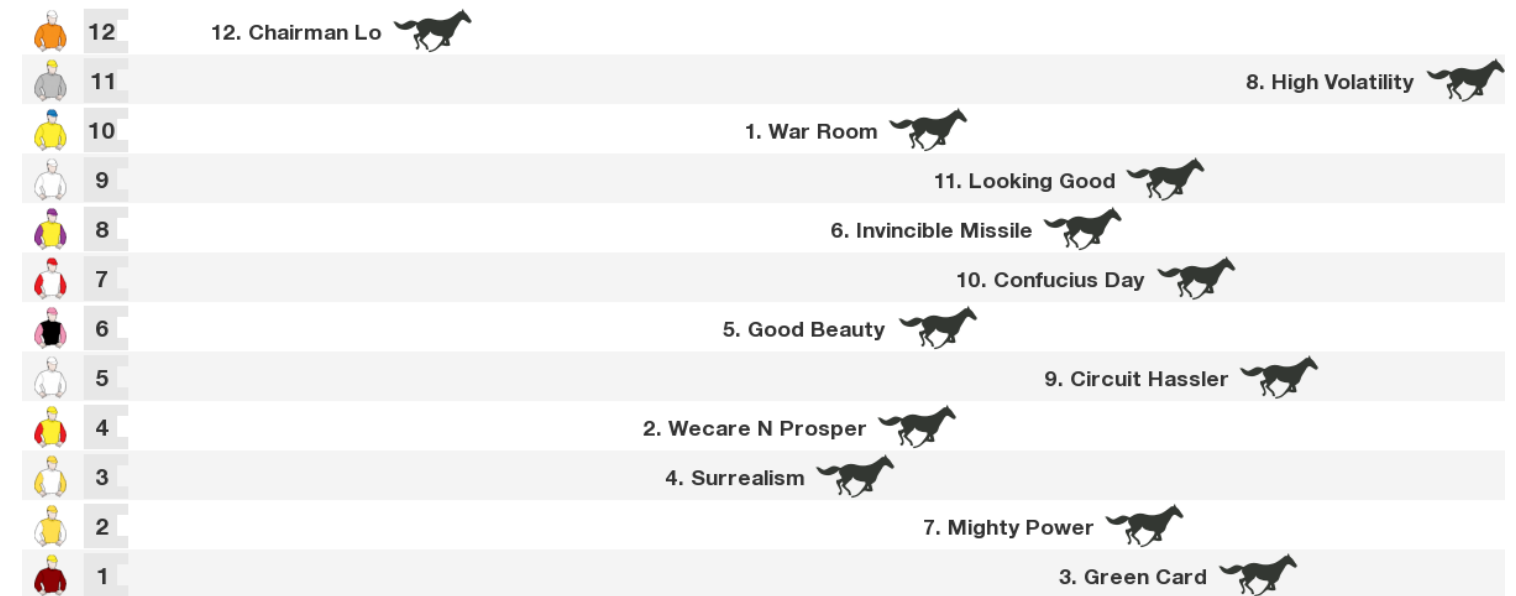 12 12. Chairman Lo
11 8. High Volatility
10 1. War Room
9 11. Looking Good
8 6. Invincible Missile
7 10. Confucius Day
6 5. Good Beauty
5 9. Circuit Hassler
4 2. Wecare N Prosper
3 4. Surrealism
2 7. Mighty Power
1 3. Green Card